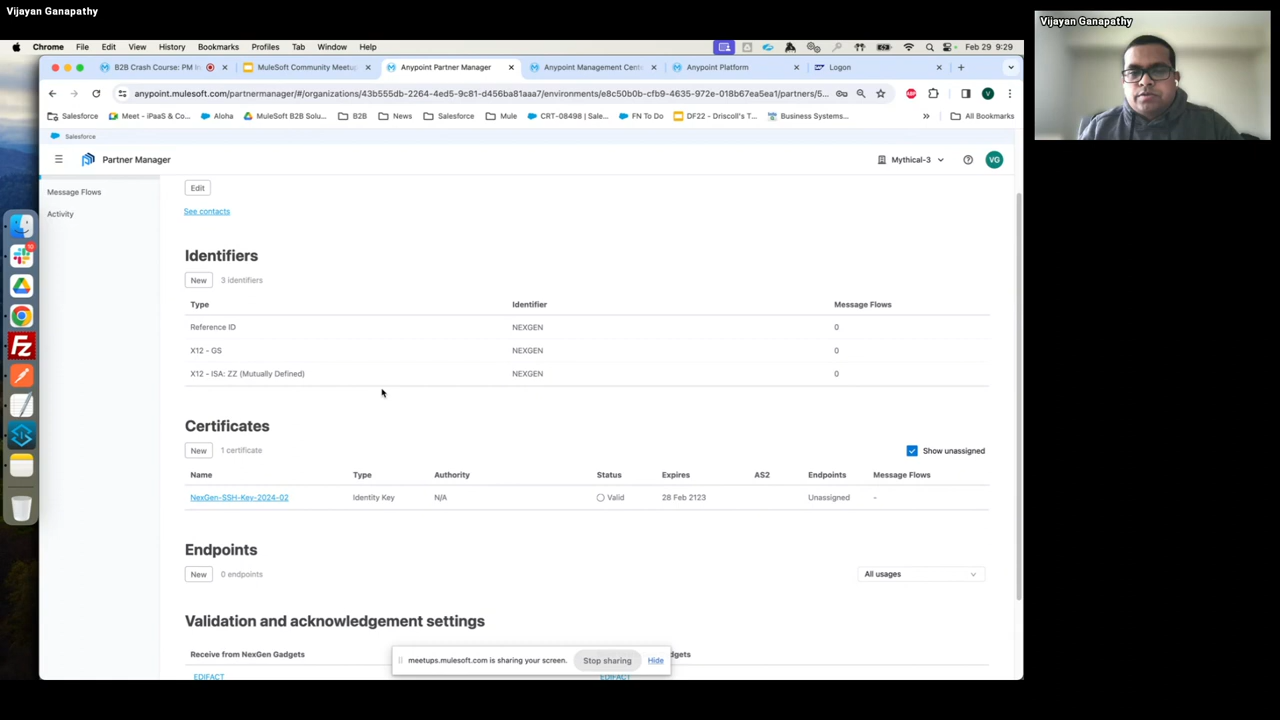 Vijayan Ganapathy
Vijayan Ganapathy
Chrome File Edit View History Bookmarks Profiles Tab Window Help Feb 29 9:29
B2B Crash Course: PM In MuleSoft Community Meetup Anypoint Partner Manager Anypoint Management Cente Anypoint Platform Logon
anypoint.mulesoft.com/partnermanager/#/organizations/43b555db-2264-4ed5-9c81-d456ba81aaa7/environments/e8c50b0b-cfb9-4635-972e-018b67ea5ea1/partners/5... V
Salesforce Meet - iPaaS & Co... Aloha MuleSoft B2B Solu... B2B News Salesforce Mule CRT-08498 | Sale... FN To Do DF22 - Driscoll's T... Business Systems... » All Bookmarks
Salesforce
Partner Manager Mythical-3 VG
Message Flows
Activity
Edit
See contacts
Identifiers
New 3 identifiers
Type Identifier Message Flows
Reference ID NEXGEN 0
X12 - GS NEXGEN 0
X12 - ISA: ZZ (Mutually Defined) NEXGEN 0
Certificates
New 1 certificate Show unassigned
Name Type Authority Status Expires AS2 Endpoints Message Flows
NexGen-SSH-Key-2024-02 Identity Key N/A Valid 28 Feb 2123 Unassigned -
Endpoints
New 0 endpoints All usages
Validation and acknowledgement settings
Receive from NexGen Gadgets dgets
meetups.mulesoft.com is sharing your screen. Stop sharing Hide
EDIFACT EDIFACT